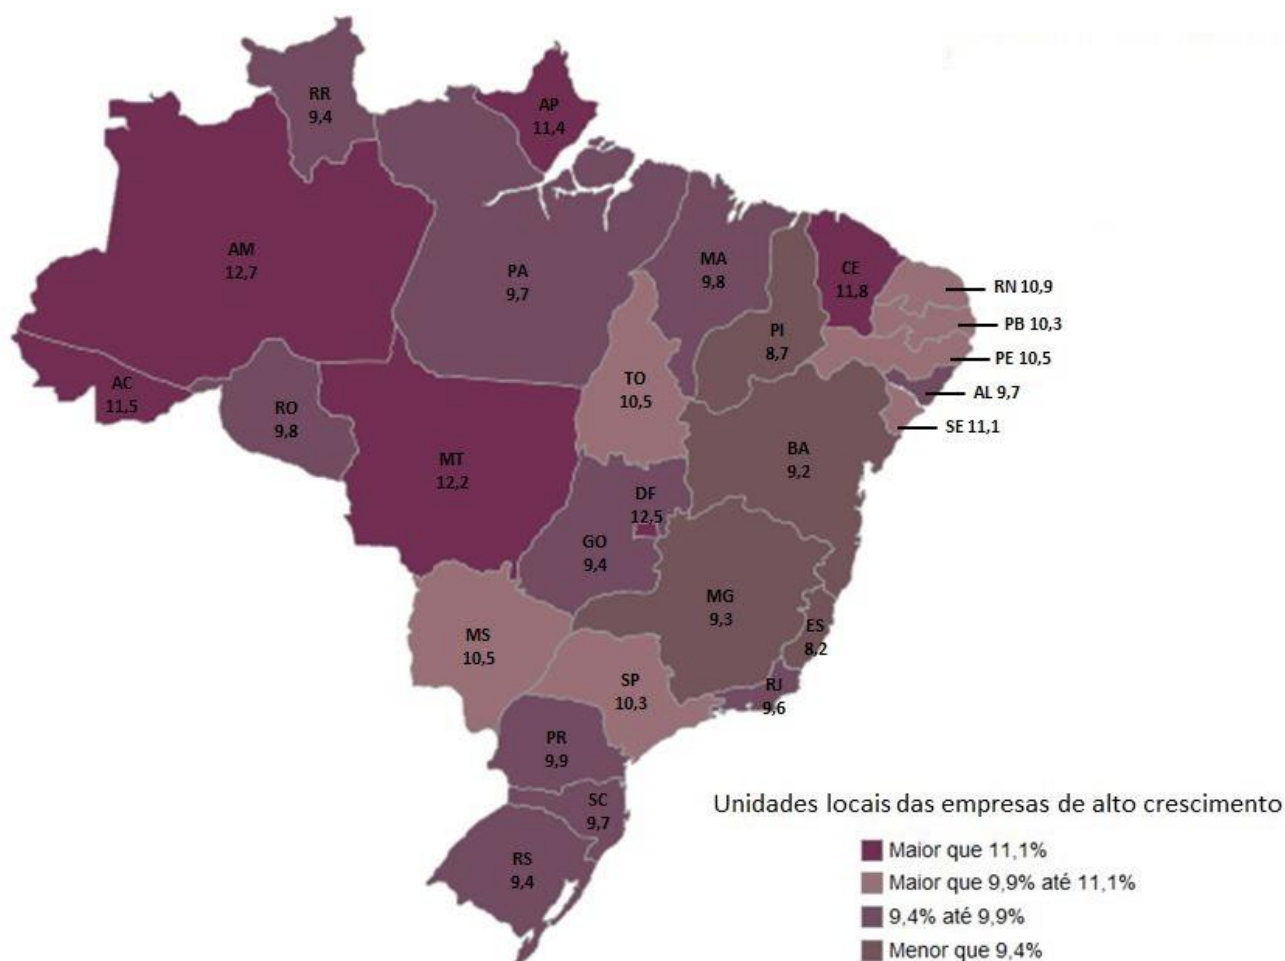 RR
9,4
AP
11,4
AM
12,7
PA
9,7
MA
9,8
CE
11,8
RN 10,9
PB 10,3
PE 10,5
AL 9,7
SE 11,1
PI
8,7
TO
10,5
AC
11,5
RO
9,8
MT
12,2
BA
9,2
DF
12,5
GO
9,4
MG
9,3
ES
8,2
MS
10,5
SP
10,3
RJ
9,6
PR
9,9
SC
9,7
RS
9,4
Unidades locais das empresas de alto crescimento
Maior que 11,1%
Maior que 9,9% até 11,1%
9,4% até 9,9%
Menor que 9,4%